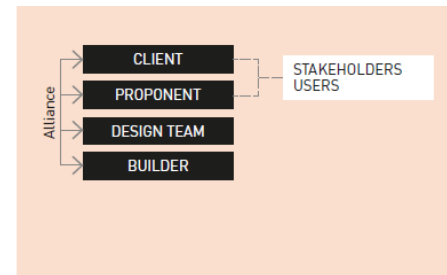 CLIENT
PROPONENT
DESIGN TEAM
BUILDER
Alliance
STAKEHOLDERS
USERS